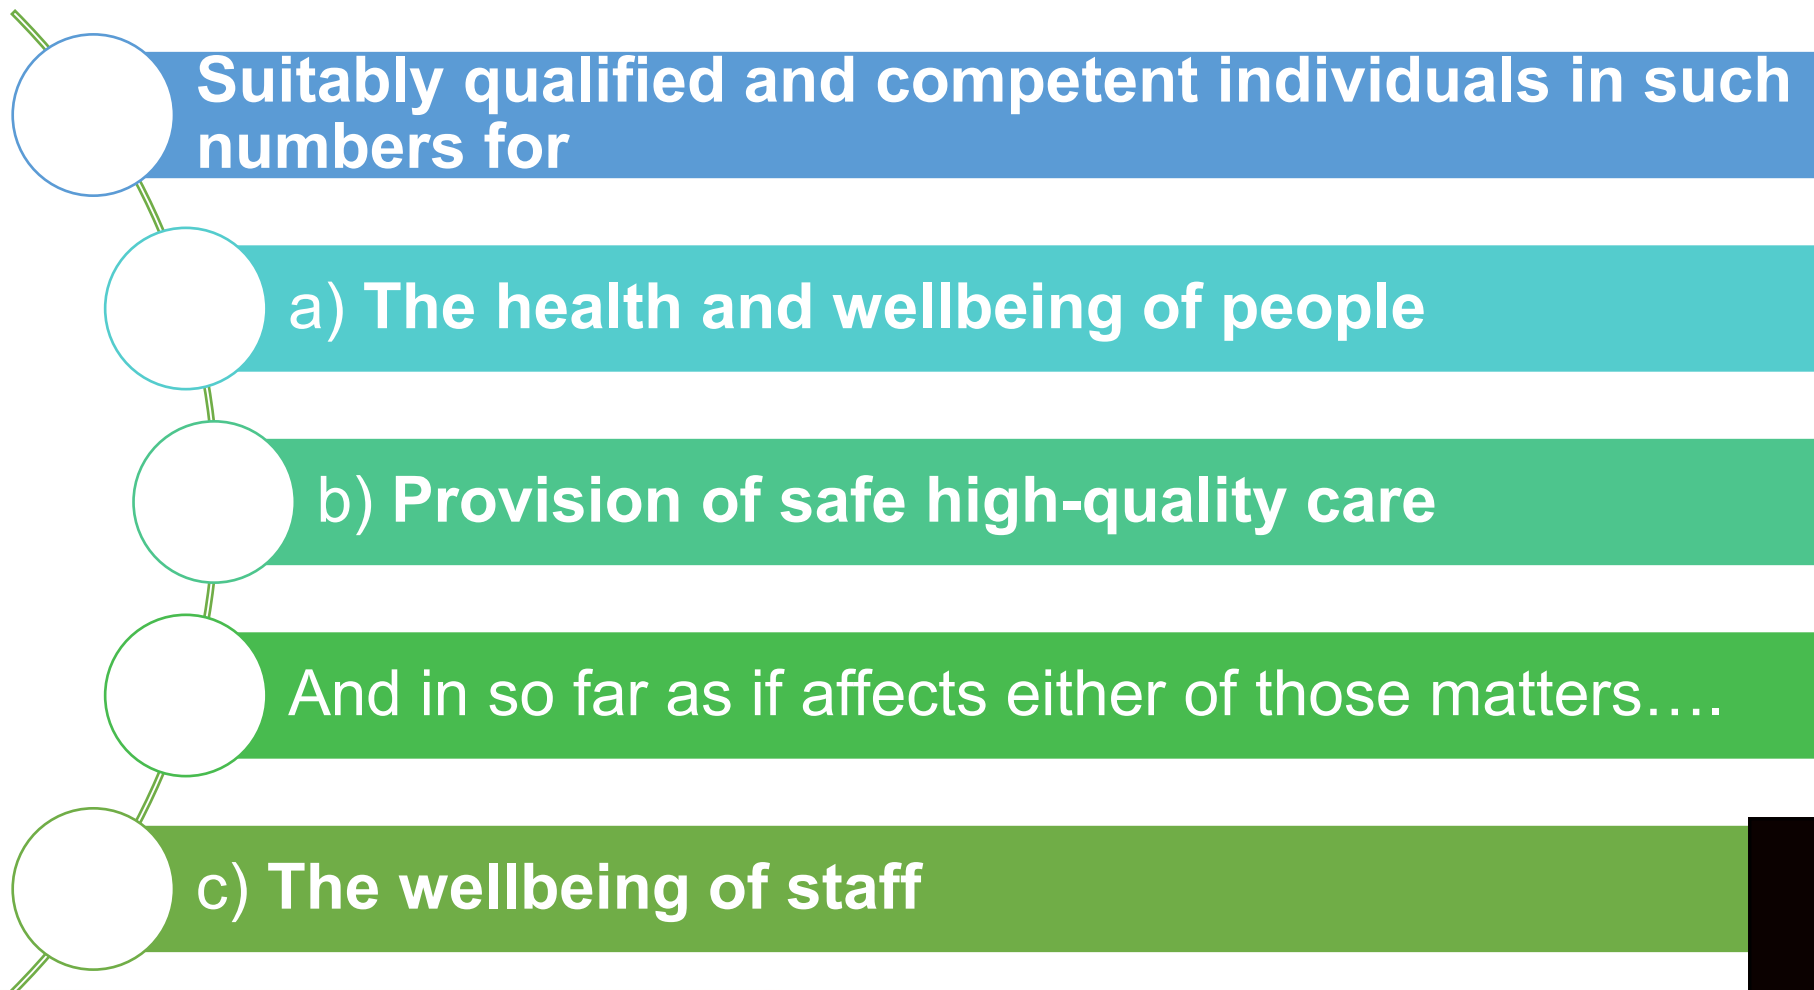 Suitably qualified and competent individuals in such
numbers for
a) The health and wellbeing of people
b) Provision of safe high-quality care
And in so far as if affects either of those matters….
c) The wellbeing of staff